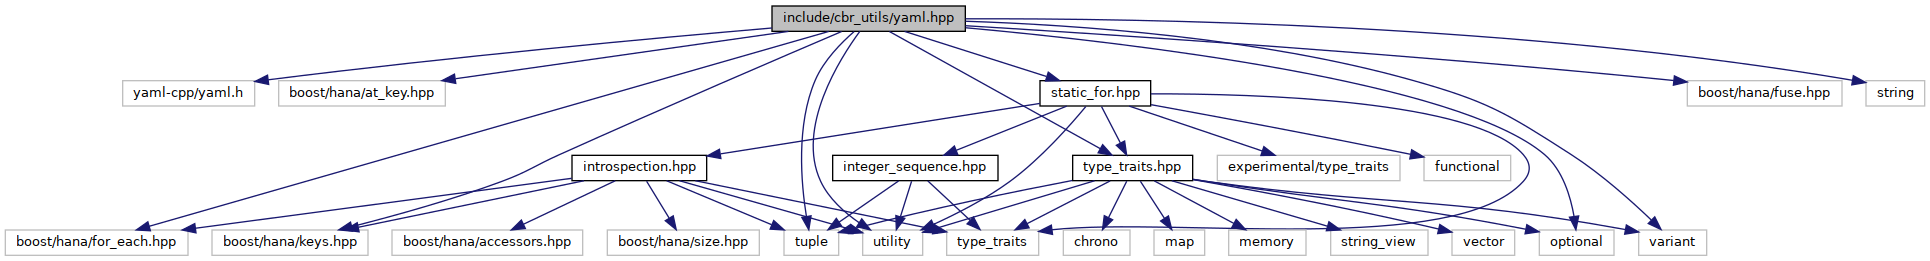 include/cbr_utils/yaml.hpp
yaml-cpp/yaml.h
boost/hana/at_key.hpp
static_for.hpp
boost/hana/fuse.hpp
string
introspection.hpp
integer_sequence.hpp
type_traits.hpp
experimental/type_traits
functional
boost/hana/for_each.hpp
boost/hana/keys.hpp
boost/hana/accessors.hpp
boost/hana/size.hpp
tuple
utility
type_traits
chrono
map
memory
string_view
vector
optional
variant